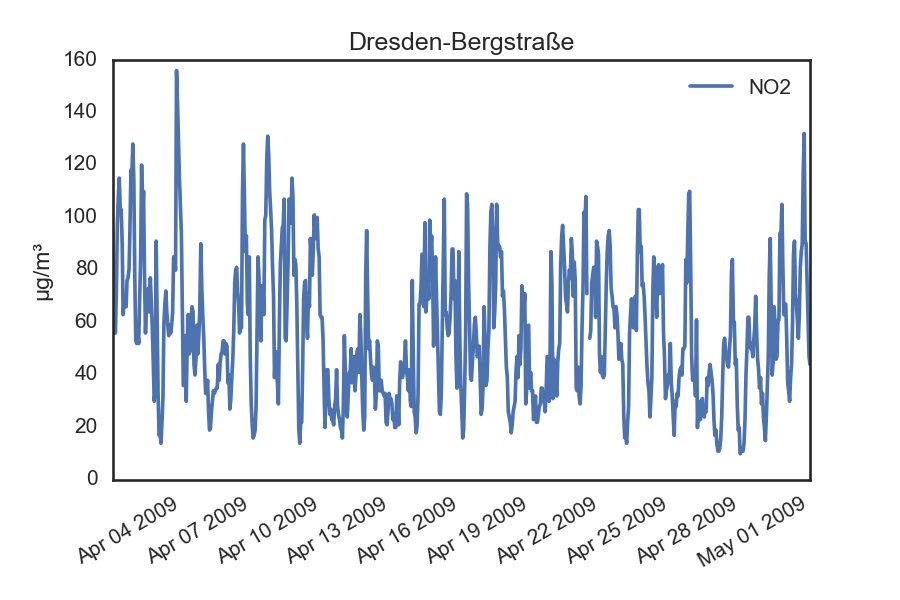 Dresden-Bergstraße
160
140
120
100
80
60
40
20
0
µg/m³
NO2
Apr 04 2009
Apr 07 2009
Apr 10 2009
Apr 13 2009
Apr 16 2009
Apr 19 2009
Apr 22 2009
Apr 25 2009
Apr 28 2009
May 01 2009